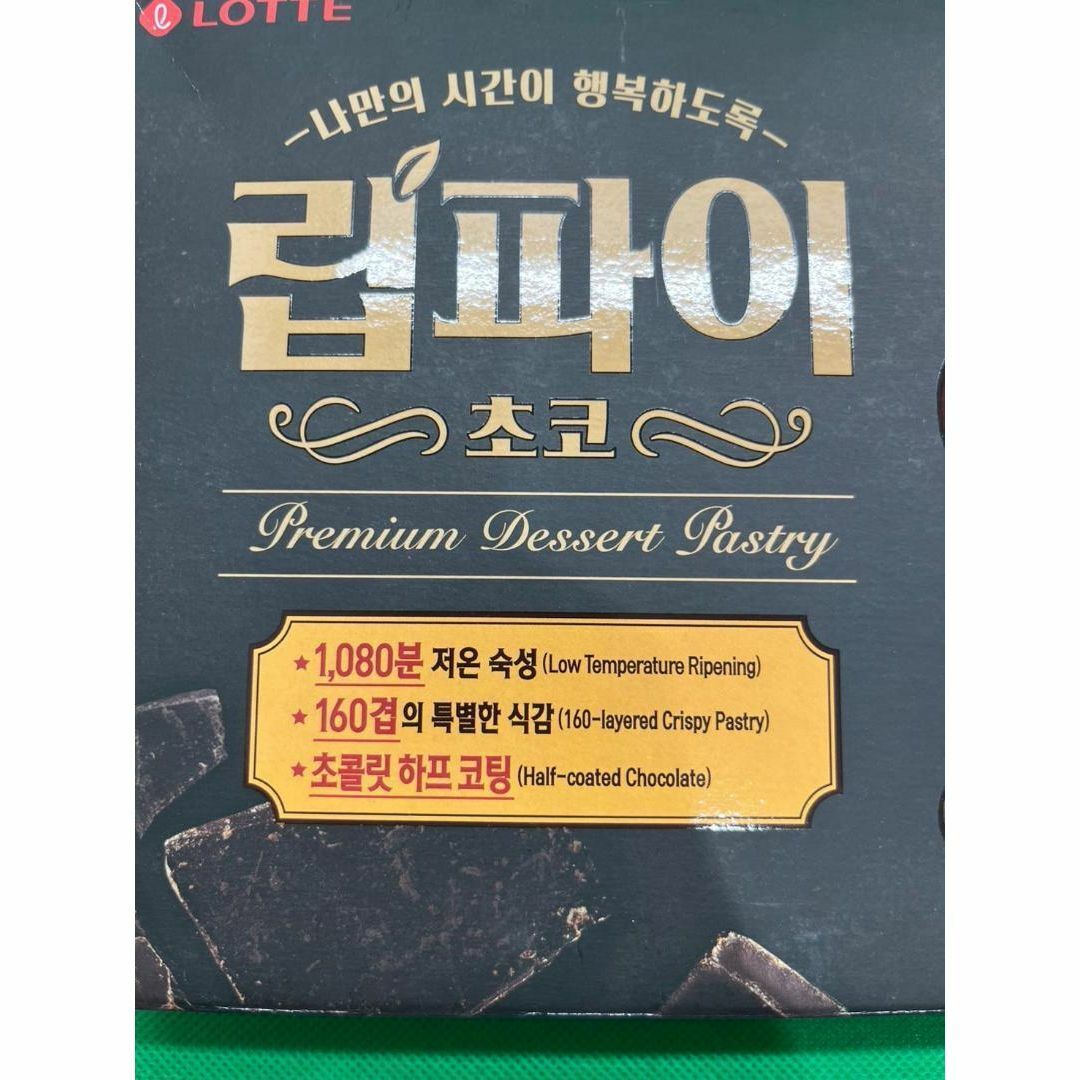 LOTTE
나만의 시간이 행복하도록
립파이
초코
Premium Dessert Pastry
★1,080분 저온 숙성 (Low Temperature Ripening)
★160겹의 특별한 식감 (160-layered Crispy Pastry)
★초콜릿 하프 코팅 (Half-coated Chocolate)